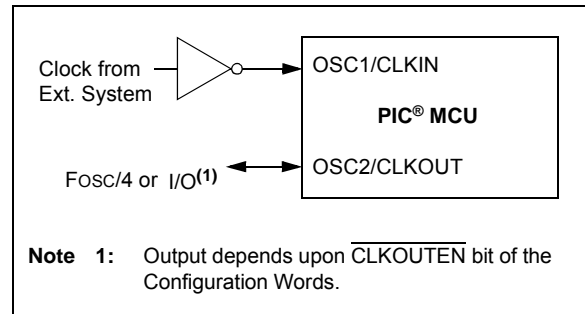 Clock from
Ext. System
OSC1/CLKIN
PIC® MCU
FOSC/4 or I/O(1)
OSC2/CLKOUT
Note 1: Output depends upon CLKOUTEN bit of the
Configuration Words.